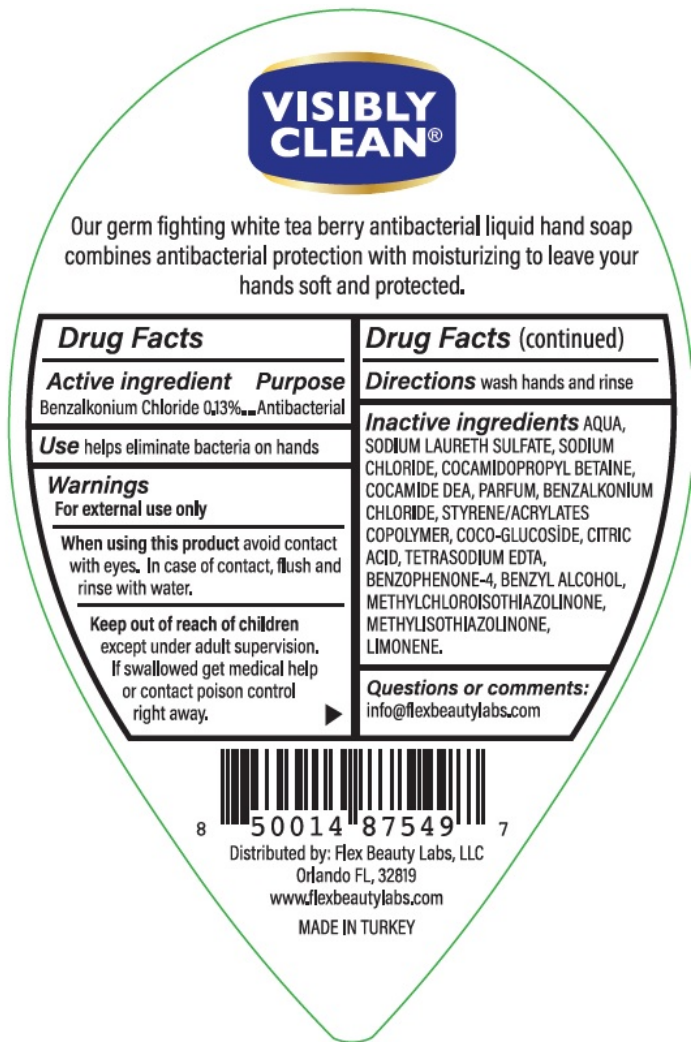 VISIBLY
CLEAN®
Our germ fighting white tea berry antibacterial liquid hand soap
combines antibacterial protection with moisturizing to leave your
hands soft and protected.
Drug Facts
Active ingredient Purpose
Benzalkonium Chloride 0.13%...Antibacterial
Use helps eliminate bacteria on hands
Warnings
For external use only
When using this product avoid contact
with eyes. In case of contact, flush and
rinse with water.
Keep out of reach of children
except under adult supervision.
If swallowed get medical help
or contact poison control
right away.
Drug Facts (continued)
Directions wash hands and rinse
Inactive ingredients AQUA,
SODIUM LAURETH SULFATE, SODIUM
CHLORIDE, COCAMIDOPROPYL BETAINE,
COCAMIDE DEA, PARFUM, BENZALKONIUM
CHLORIDE, STYRENE/ACRYLATES
COPOLYMER, COCO-GLUCOSİDE, CITRIC
ACID, TETRASODIUM EDTA,
BENZOPHENONE-4, BENZYL ALCOHOL,
METHYLCHLOROISOTHIAZOLINONE,
METHYLISOTHIAZOLINONE,
LIMONENE.
Questions or comments:
info@flexbeautylabs.com
8 50014 87549 7
Distributed by: Flex Beauty Labs, LLC
Orlando FL, 32819
www.flexbeautylabs.com
MADE IN TURKEY